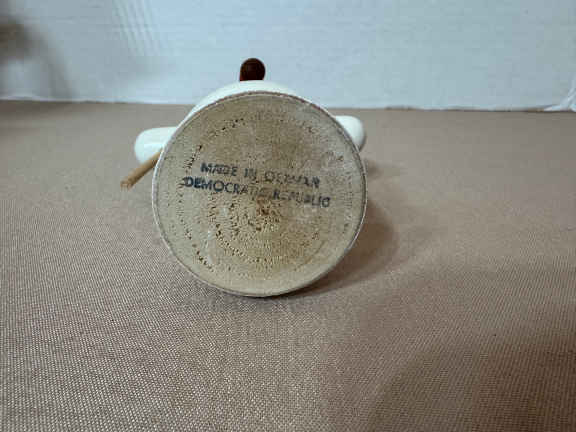 MADE IN GERMAN
DEMOCRATIC REPUBLIC